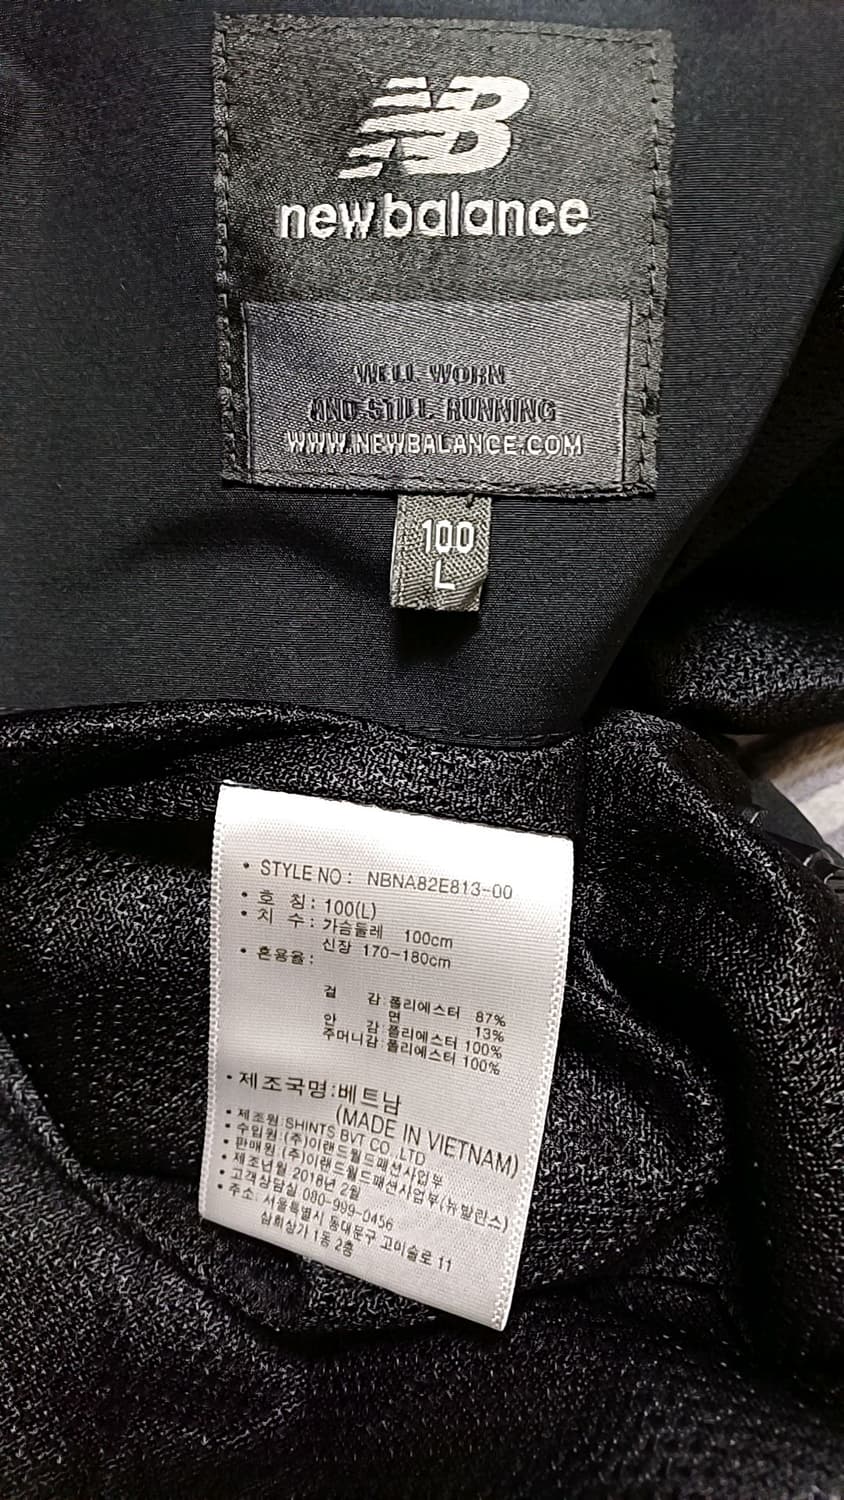 NB
new balance
WELL WORN
AND STILL RUNNING
WWW.NEWBALANCE.COM
100
L
• STYLE NO : NBNA82E813-00
• 호 칭 : 100(L)
• 치 수 : 가슴둘레 100cm
신장 170-180cm
• 혼용율 :
겉 감:폴리에스터 87%
면 13%
안 감:폴리에스터 100%
주머니감:폴리에스터 100%
• 제조국명:베트남
(MADE IN VIETNAM)
• 제조원:SHINTS BVT CO.,LTD
• 수입원:(주)이랜드월드패션사업부
• 판매원:(주)이랜드월드패션사업부(뉴발란스)
• 제조년월 2018년 2월
• 고객상담실 080-999-0456
• 주소: 서울특별시 동대문구 고미술로 11
삼희상가 1동 2층